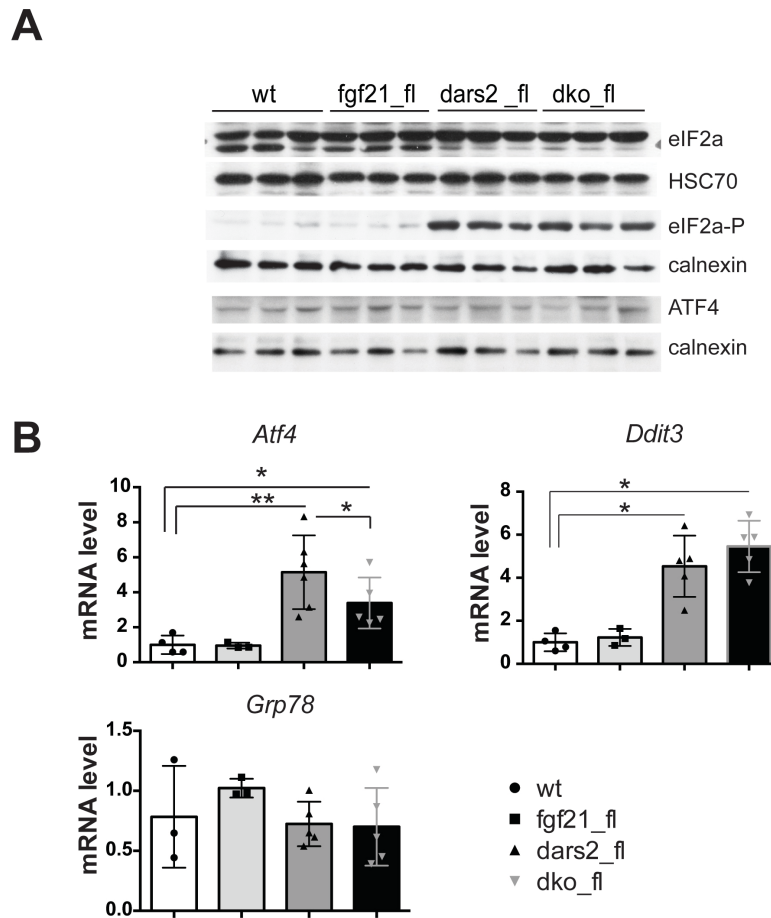 A
wt fgf21_fl dars2 _fl dko_fl
eIF2a
HSC70
eIF2a-P
calnexin
ATF4
calnexin
B
Atf4
mRNA level
10
8
6
4
2
0
*
**
*
Ddit3
mRNA level
8
6
4
2
0
*
*
Grp78
mRNA level
1.5
1.0
0.5
0.0
wt
fgf21_fl
dars2_fl
dko_fl